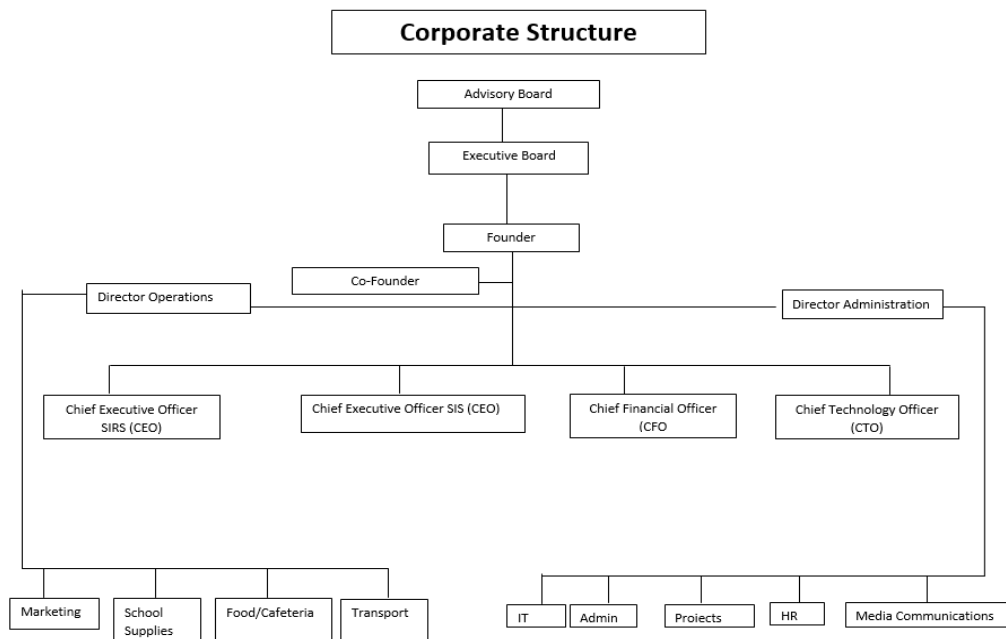 Corporate Structure
Advisory Board
Executive Board
Founder
Co-Founder
Director Operations
Director Administration
Chief Executive Officer
SIRS (CEO)
Chief Executive Officer SIS (CEO)
Chief Financial Officer
(CFO
Chief Technology Officer
(CTO)
Marketing
School
Supplies
Food/Cafeteria
Transport
IT
Admin
Projects
HR
Media Communications